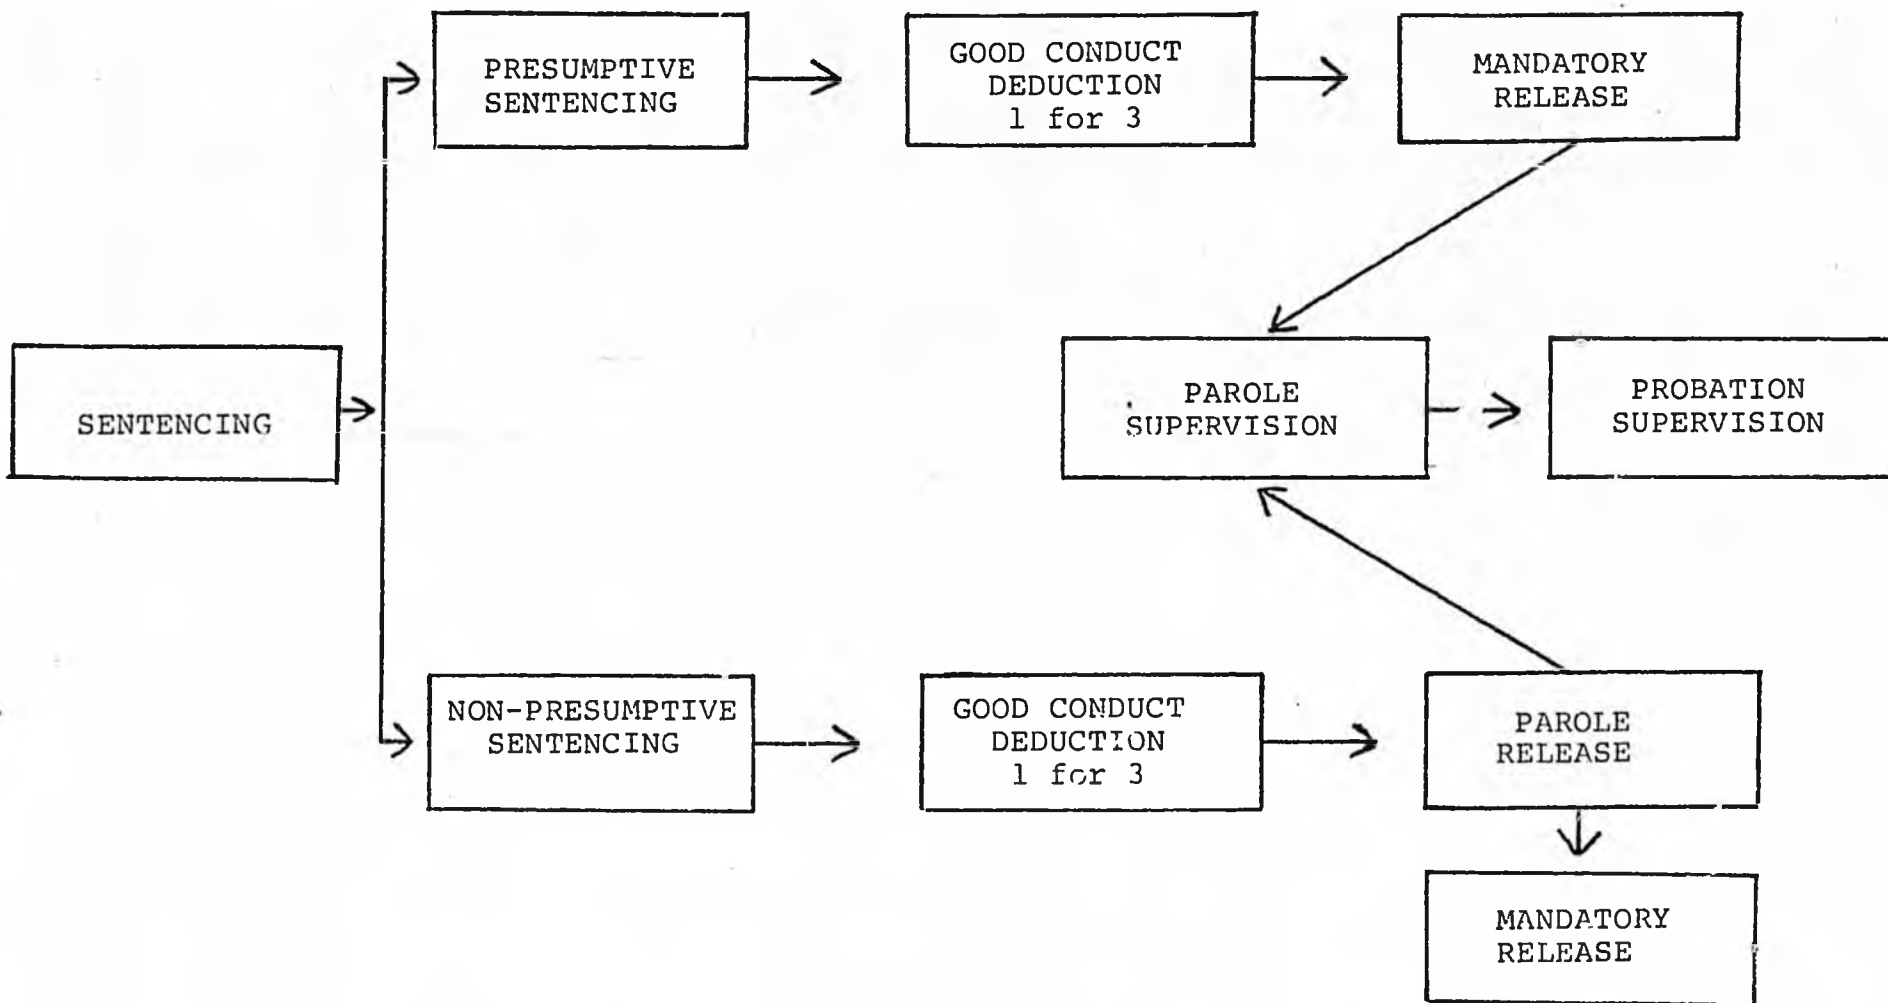 PRESUMPTIVE
SENTENCING
GOOD CONDUCT
DEDUCTION
1 for 3
MANDATORY
RELEASE
SENTENCING
PAROLE
SUPERVISION
PROBATION
SUPERVISION
NON-PRESUMPTIVE
SENTENCING
GOOD CONDUCT
DEDUCTION
1 for 3
PAROLE
RELEASE
MANDATORY
RELEASE